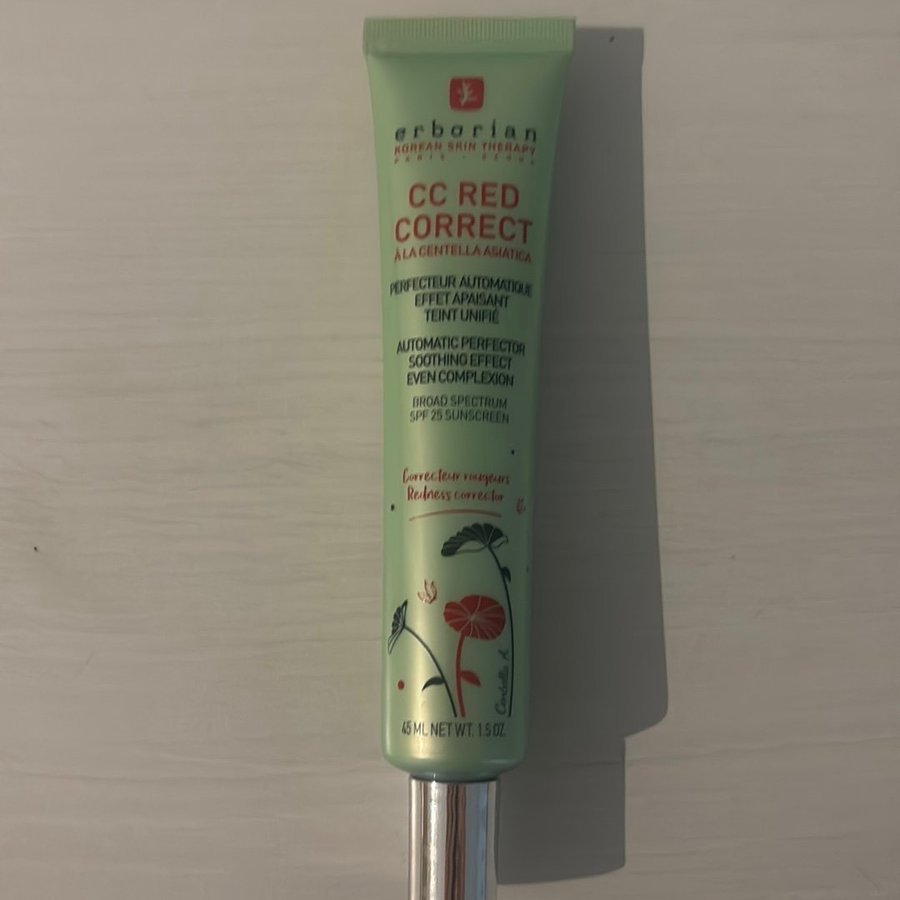 erborian
KOREAN SKIN THERAPY
PARIS - SEOUL
CC RED
CORRECT
À LA CENTELLA ASIATICA
PERFECTEUR AUTOMATIQUE
EFFET APAISANT
TEINT UNIFIÉ
AUTOMATIC PERFECTOR
SOOTHING EFFECT
EVEN COMPLEXION
BROAD SPECTRUM
SPF 25 SUNSCREEN
Correcteur rougeurs
Redness corrector
Centella A.
45 ML NET WT. 1.5 OZ.